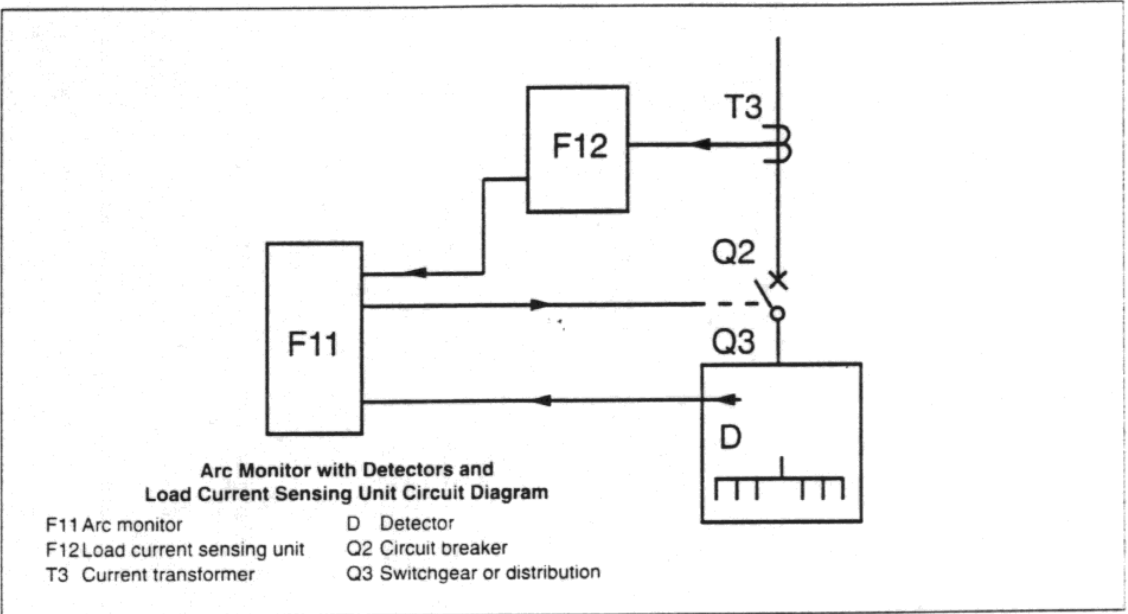 T3
F12
Q2
F11
Q3
D
Arc Monitor with Detectors and
Load Current Sensing Unit Circuit Diagram
F11 Arc monitor
D Detector
F12 Load current sensing unit
Q2 Circuit breaker
T3 Current transformer
Q3 Switchgear or distribution